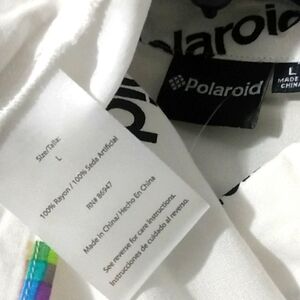 Polaroid
Polaroid
L
MADE
CHINA
Size/Talla:
L
100% Rayon / 100% Seda Artificial
RN# 86947
Made in China/ Hecho En China
See reverse for care instructions.
Instrucciones de cuidado al reverso.